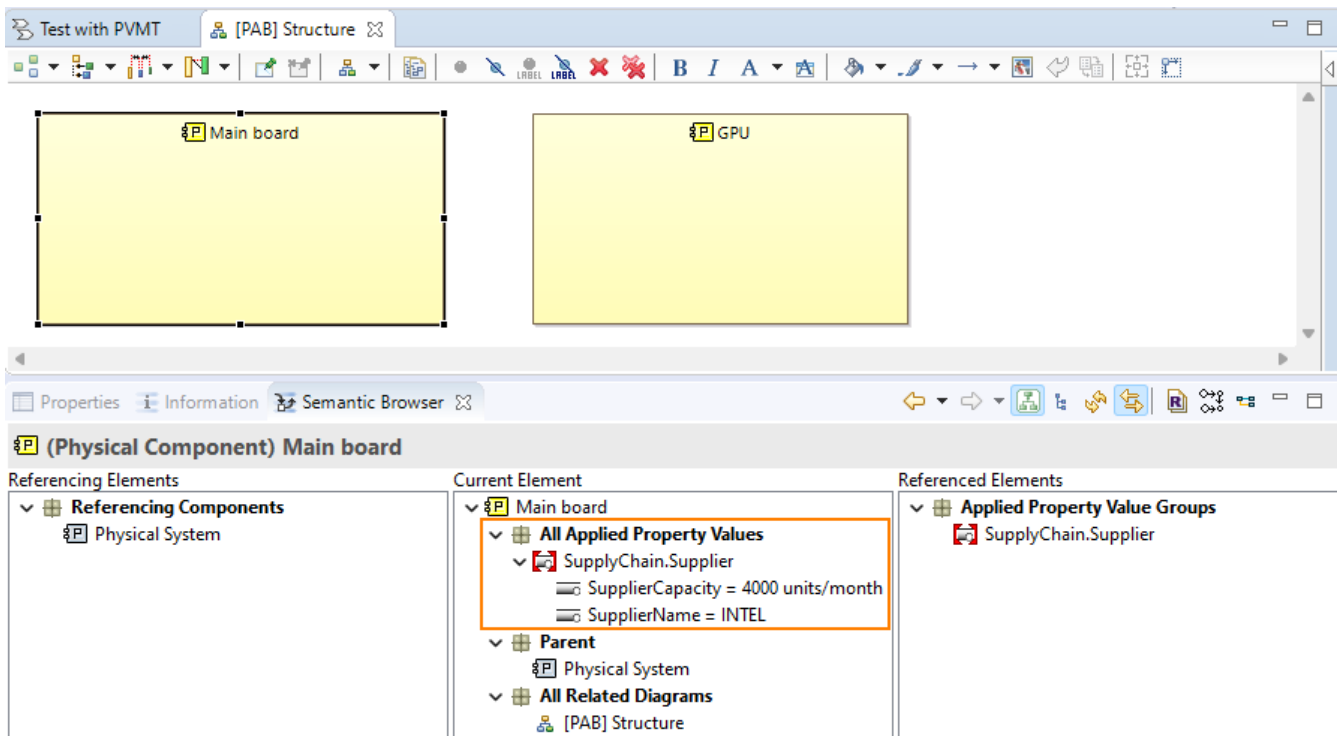 Test with PVMT
[PAB] Structure
LABEL LABEL B I A
P Main board
P GPU
Properties Information Semantic Browser
R
P (Physical Component) Main board
Referencing Elements
Referencing Components
P Physical System
Current Element
P Main board
All Applied Property Values
SupplyChain.Supplier
SupplierCapacity = 4000 units/month
SupplierName = INTEL
Parent
P Physical System
All Related Diagrams
[PAB] Structure
Referenced Elements
Applied Property Value Groups
SupplyChain.Supplier